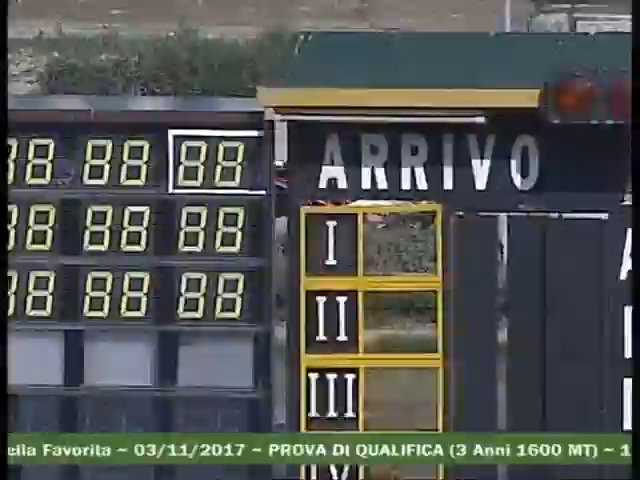 88 88 88
ARRIVO
88 88 88
I
88 88 88
II
III
IV
ella Favorita ~ 03/11/2017 ~ PROVA DI QUALIFICA (3 Anni 1600 MT) ~ 1